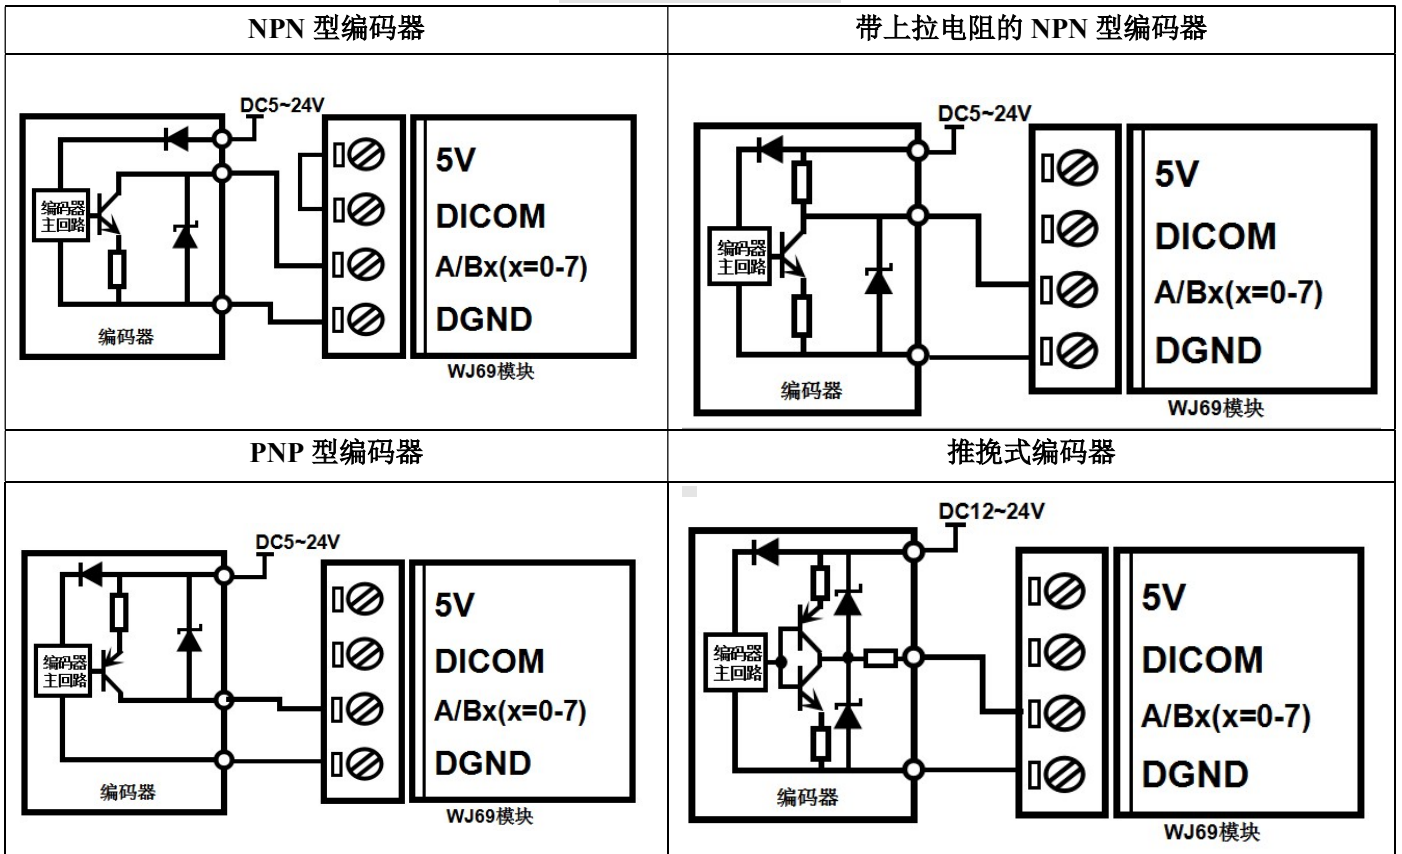 NPN 型编码器
带上拉电阻的 NPN 型编码器
DC5~24V
编码器
主回路
编码器
5V
DICOM
A/Bx(x=0-7)
DGND
WJ69模块
DC5~24V
编码器
主回路
编码器
5V
DICOM
A/Bx(x=0-7)
DGND
WJ69模块
PNP 型编码器
推挽式编码器
DC5~24V
编码器
主回路
编码器
5V
DICOM
A/Bx(x=0-7)
DGND
WJ69模块
DC12~24V
编码器
主回路
编码器
5V
DICOM
A/Bx(x=0-7)
DGND
WJ69模块